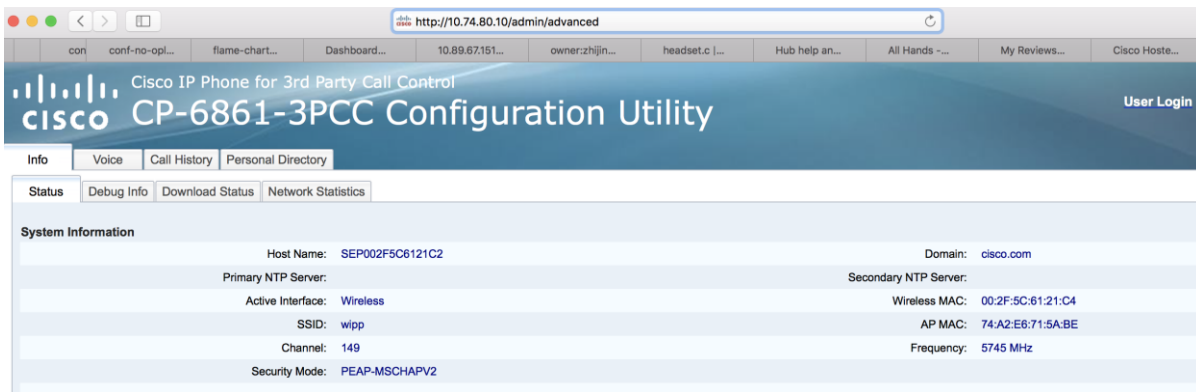 cisco http://10.74.80.10/admin/advanced
con conf-no-opl... flame-chart... Dashboard... 10.89.67.151... owner:zhijin... headset.c |... Hub help an... All Hands -... My Reviews... Cisco Hoste...
Cisco IP Phone for 3rd Party Call Control
CISCO CP-6861-3PCC Configuration Utility
User Login
Info Voice Call History Personal Directory
Status Debug Info Download Status Network Statistics
System Information
Host Name: SEP002F5C6121C2 Domain: cisco.com
Primary NTP Server: Secondary NTP Server:
Active Interface: Wireless Wireless MAC: 00:2F:5C:61:21:C4
SSID: wipp AP MAC: 74:A2:E6:71:5A:BE
Channel: 149 Frequency: 5745 MHz
Security Mode: PEAP-MSCHAPV2